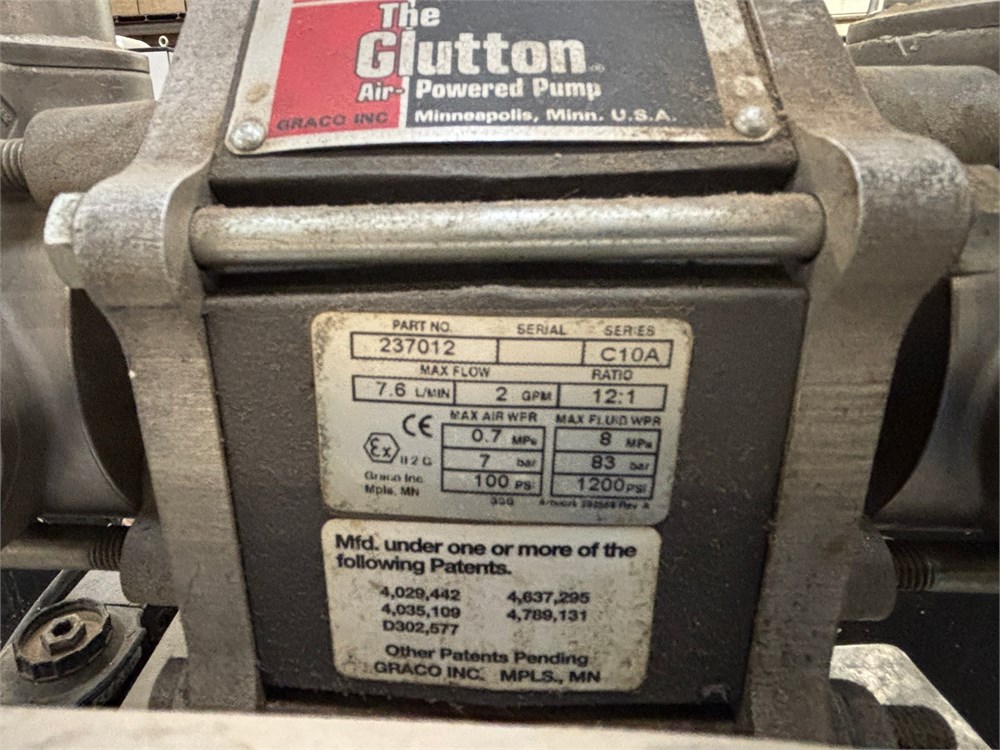 The
Glutton®
Air-Powered Pump
GRACO INC Minneapolis, Minn. U.S.A.
PART NO. SERIAL SERIES
237012 C10A
MAX FLOW RATIO
7.6 L/MIN 2 GPM 12:1
MAX AIR WPR MAX FLUID WPR
CE 0.7 MPa 8 MPa
Ex II 2 G 7 bar 83 bar
Graco Inc. 100 PSI 1200 PSI
Mpls. MN
Artwork Rev A
Mfd. under one or more of the
following Patents.
4,029,442 4,637,295
4,035,109 4,789,131
D302,577
Other Patents Pending
GRACO INC. MPLS., MN